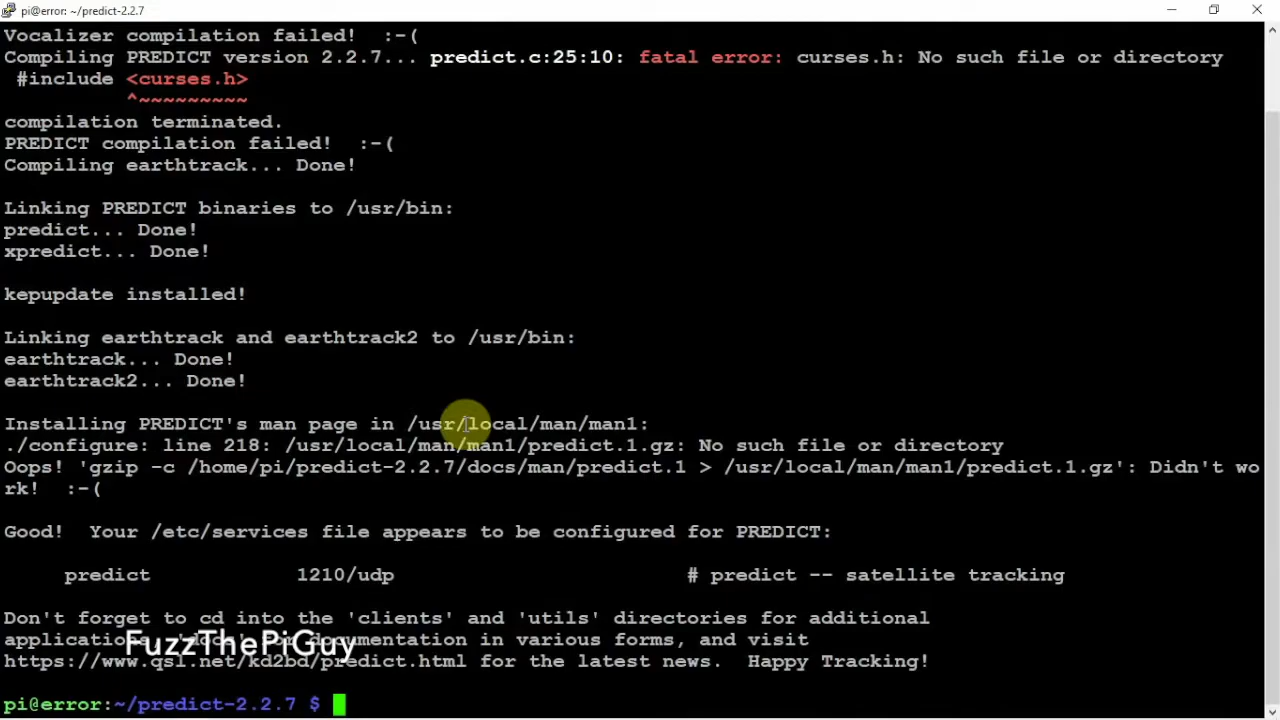 pi@error: ~/predict-2.2.7
Vocalizer compilation failed!  :-(
Compiling PREDICT version 2.2.7... predict.c:25:10: fatal error: curses.h: No such file or directory
 #include <curses.h>
          ^~~~~~~~~~
compilation terminated.
PREDICT compilation failed!  :-(
Compiling earthtrack... Done!
Linking PREDICT binaries to /usr/bin:
predict... Done!
xpredict... Done!
kepupdate installed!
Linking earthtrack and earthtrack2 to /usr/bin:
earthtrack... Done!
earthtrack2... Done!
Installing PREDICT's man page in /usr/local/man/man1:
./configure: line 218: /usr/local/man/man1/predict.1.gz: No such file or directory
Oops! 'gzip -c /home/pi/predict-2.2.7/docs/man/predict.1 > /usr/local/man/man1/predict.1.gz': Didn't wo
rk!  :-(
Good!  Your /etc/services file appears to be configured for PREDICT:
     predict            1210/udp                        # predict -- satellite tracking
Don't forget to cd into the 'clients' and 'utils' directories for additional
applications, 'docs' for documentation in various forms, and visit
FuzzThePiGuy
https://www.qsl.net/kd2bd/predict.html for the latest news.  Happy Tracking!
pi@error:~/predict-2.2.7 $